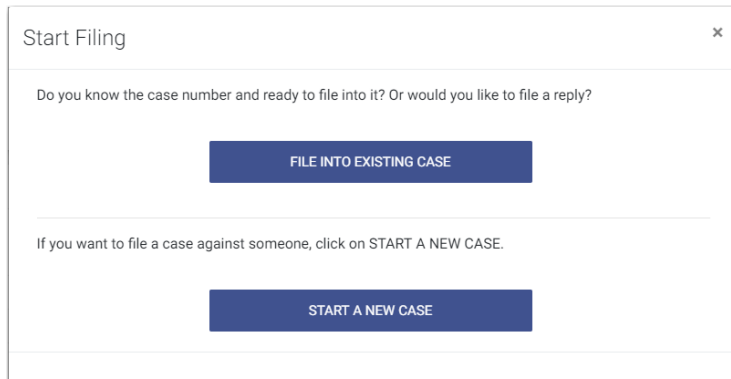 Start Filing
×
Do you know the case number and ready to file into it? Or would you like to file a reply?
FILE INTO EXISTING CASE
If you want to file a case against someone, click on START A NEW CASE.
START A NEW CASE